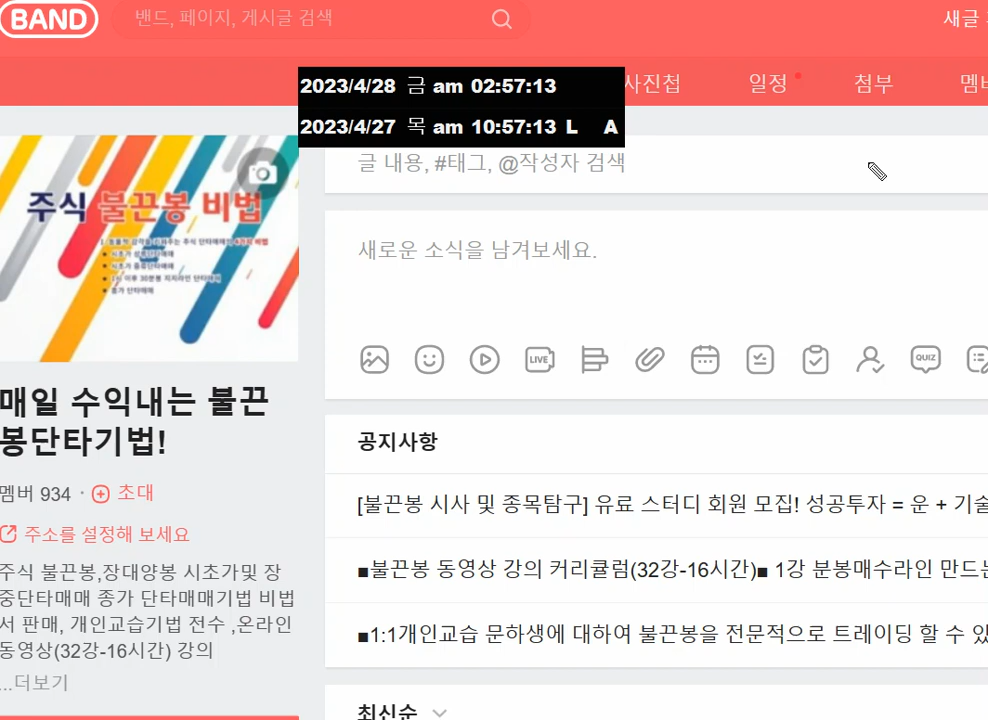 BAND
밴드, 페이지, 게시글 검색
새글
사진첩
일정
첨부
2023/4/28 금 am 02:57:13
2023/4/27 목 am 10:57:13 L A
글 내용, #태그, @작성자 검색
주식 불끈봉 비법
새로운 소식을 남겨보세요.
LIVE
QUIZ
매일 수익내는 불끈
봉단타기법!
멤버 934 · 초대
주소를 설정해 보세요
주식 불끈봉,장대양봉 시초가및 장
중단타매매 종가 단타매매기법 비법
서 판매, 개인교습기법 전수 ,온라인
동영상(32강-16시간) 강의
...더보기
공지사항
[불끈봉 시사 및 종목탐구] 유료 스터디 회원 모집! 성공투자 = 운 + 기술
■불끈봉 동영상 강의 커리큘럼(32강-16시간)■ 1강 분봉매수라인 만드는
■1:1개인교습 문하생에 대하여 불끈봉을 전문적으로 트레이딩 할 수 있
최신순